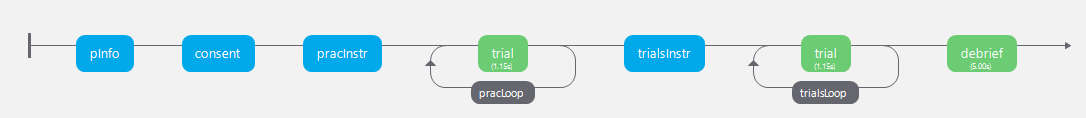 pInfo
consent
pracInstr
trial
(1.15s)
pracLoop
trialsInstr
trial
(1.15s)
trialsLoop
debrief
(5.00s)